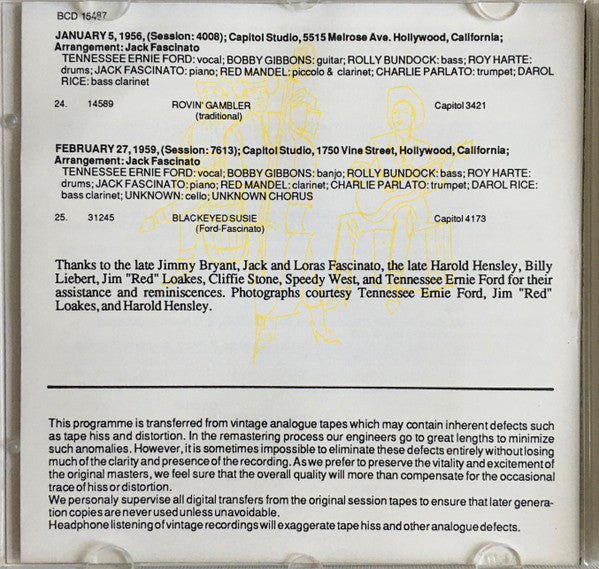 BCD 15487
JANUARY 5, 1956, (Session: 4008); Capitol Studio, 5515 Melrose Ave. Hollywood, California;
Arrangement: Jack Fascinato
TENNESSEE ERNIE FORD: vocal; BOBBY GIBBONS: guitar; ROLLY BUNDOCK: bass; ROY HARTE:
drums; JACK FASCINATO: piano; RED MANDEL: piccolo & clarinet; CHARLIE PARLATO: trumpet; DAROL
RICE: bass clarinet
24. 14589 ROVIN' GAMBLER Capitol 3421
(traditional)
FEBRUARY 27, 1959, (Session: 7613); Capitol Studio, 1750 Vine Street, Hollywood, California;
Arrangement: Jack Fascinato
TENNESSEE ERNIE FORD: vocal; BOBBY GIBBONS: banjo; ROLLY BUNDOCK: bass; ROY HARTE:
drums; JACK FASCINATO: piano; RED MANDEL: clarinet; CHARLIE PARLATO: trumpet; DAROL RICE:
bass clarinet; UNKNOWN: cello; UNKNOWN CHORUS
25. 31245 BLACKEYED SUSIE Capitol 4173
(Ford-Fascinato)
Thanks to the late Jimmy Bryant, Jack and Loras Fascinato, the late Harold Hensley, Billy
Liebert, Jim "Red" Loakes, Cliffie Stone, Speedy West, and Tennessee Ernie Ford for their
assistance and reminiscences. Photographs courtesy Tennessee Ernie Ford, Jim "Red"
Loakes, and Harold Hensley.
This programme is transferred from vintage analogue tapes which may contain inherent defects such
as tape hiss and distortion. In the remastering process our engineers go to great lengths to minimize
such anomalies. However, it is sometimes impossible to eliminate these defects entirely without losing
much of the clarity and presence of the recording. As we prefer to preserve the vitality and excitement of
the original masters, we feel sure that the overall quality will more than compensate for the occasional
trace of hiss or distortion.
We personaly supervise all digital transfers from the original session tapes to ensure that later genera-
tion copies are never used unless unavoidable.
Headphone listening of vintage recordings will exaggerate tape hiss and other analogue defects.